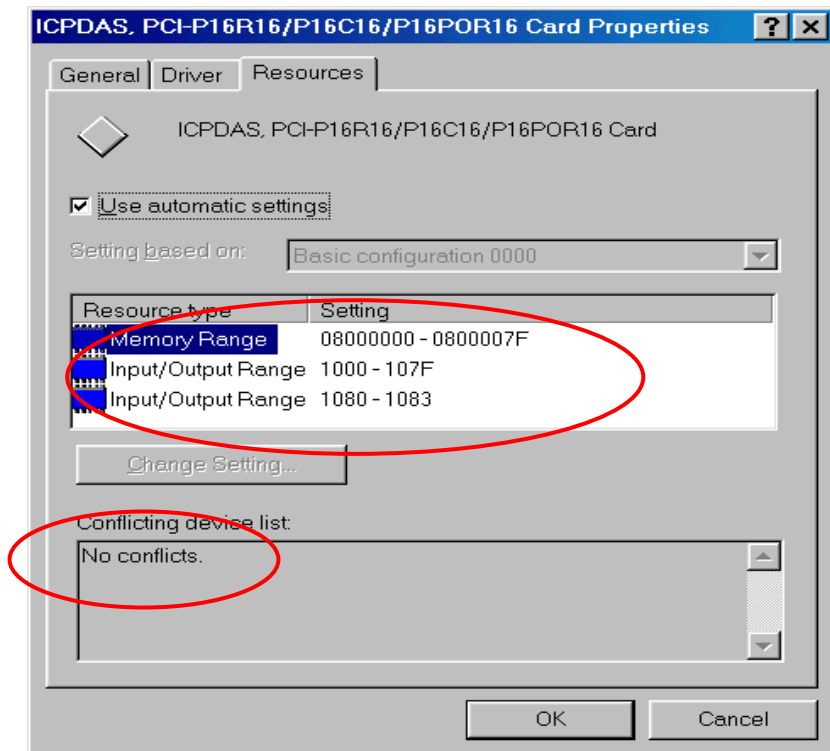 ICPDAS, PCI-P16R16/P16C16/P16POR16 Card Properties
General Driver Resources
ICPDAS, PCI-P16R16/P16C16/P16POR16 Card
Use automatic settings
Setting based on: Basic configuration 0000
Resource type Setting
Memory Range 08000000 - 0800007F
Input/Output Range 1000 - 107F
Input/Output Range 1080 - 1083
Change Setting...
Conflicting device list:
No conflicts.
OK Cancel